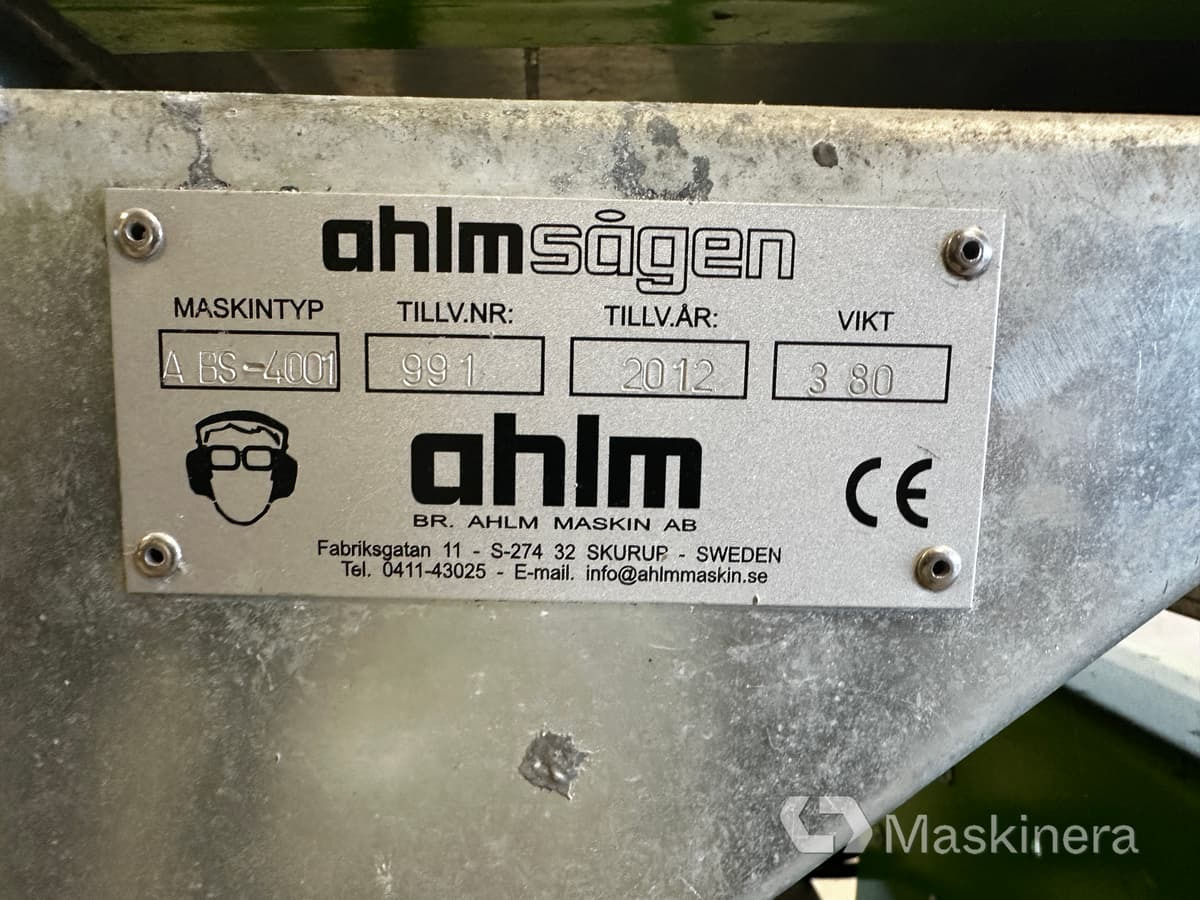 ahlmsågen
MASKINTYP TILLV.NR: TILLV.ÅR: VIKT
A BS-4001 991 2012 3 80
ahlm
CE
BR. AHLM MASKIN AB
Fabriksgatan 11 - S-274 32 SKURUP - SWEDEN
Tel. 0411-43025 - E-mail. info@ahlmmaskin.se
Maskinera